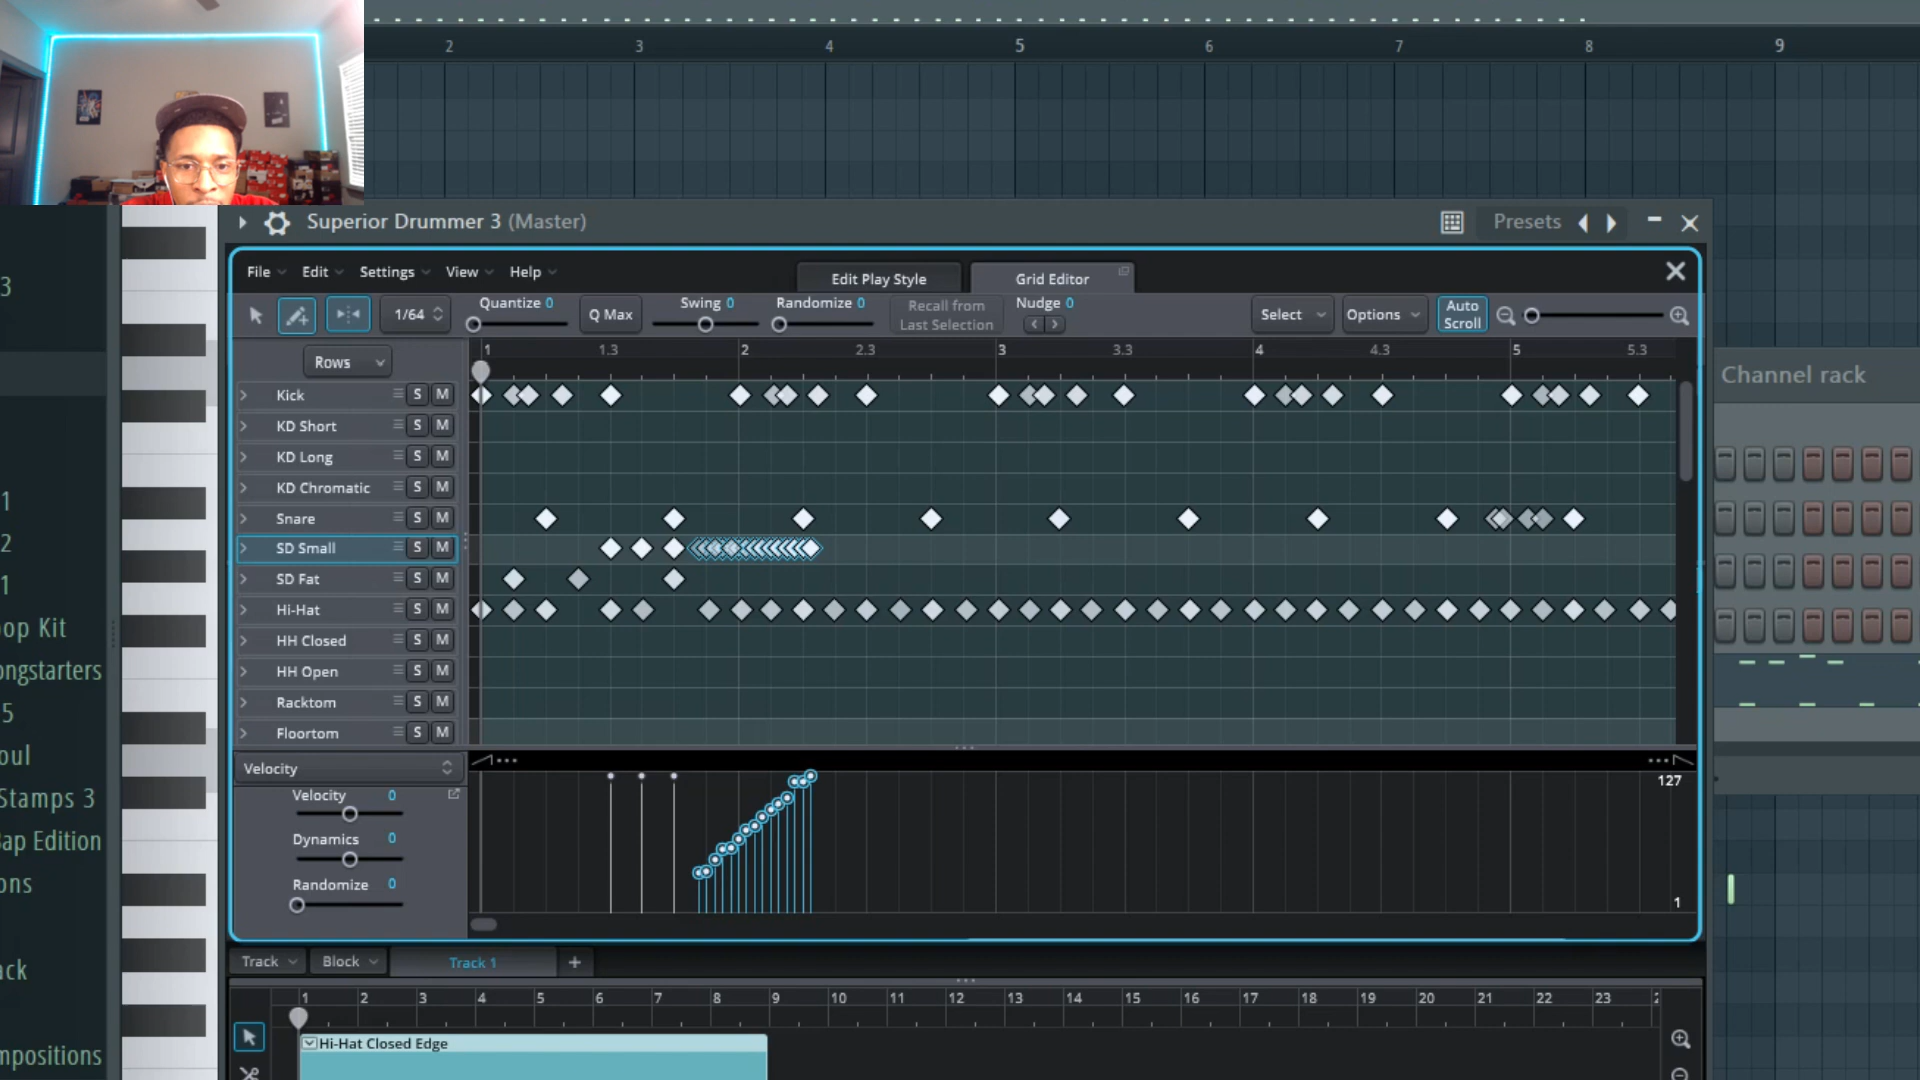 2 3 4 5 6 7 8 9
Superior Drummer 3 (Master)
Presets
File Edit Settings View Help
Edit Play Style
Grid Editor
1/64
Quantize 0
Q Max
Swing 0
Randomize 0
Recall from
Last Selection
Nudge 0
Select
Options
Auto
Scroll
Rows
1 1.3 2 2.3 3 3.3 4 4.3 5 5.3
Kick S M
KD Short S M
KD Long S M
KD Chromatic S M
Snare S M
SD Small S M
SD Fat S M
Hi-Hat S M
HH Closed S M
HH Open S M
Racktom S M
Floortom S M
Velocity
Velocity 0
Dynamics 0
Randomize 0
127
1
Track
Block
Track 1
+
1 2 3 4 5 6 7 8 9 10 11 12 13 14 15 16 17 18 19 20 21 22 23
Hi-Hat Closed Edge
Channel rack
3
1
2
1
oop Kit
ongstarters
5
oul
Stamps 3
Bap Edition
ons
ack
mpositions